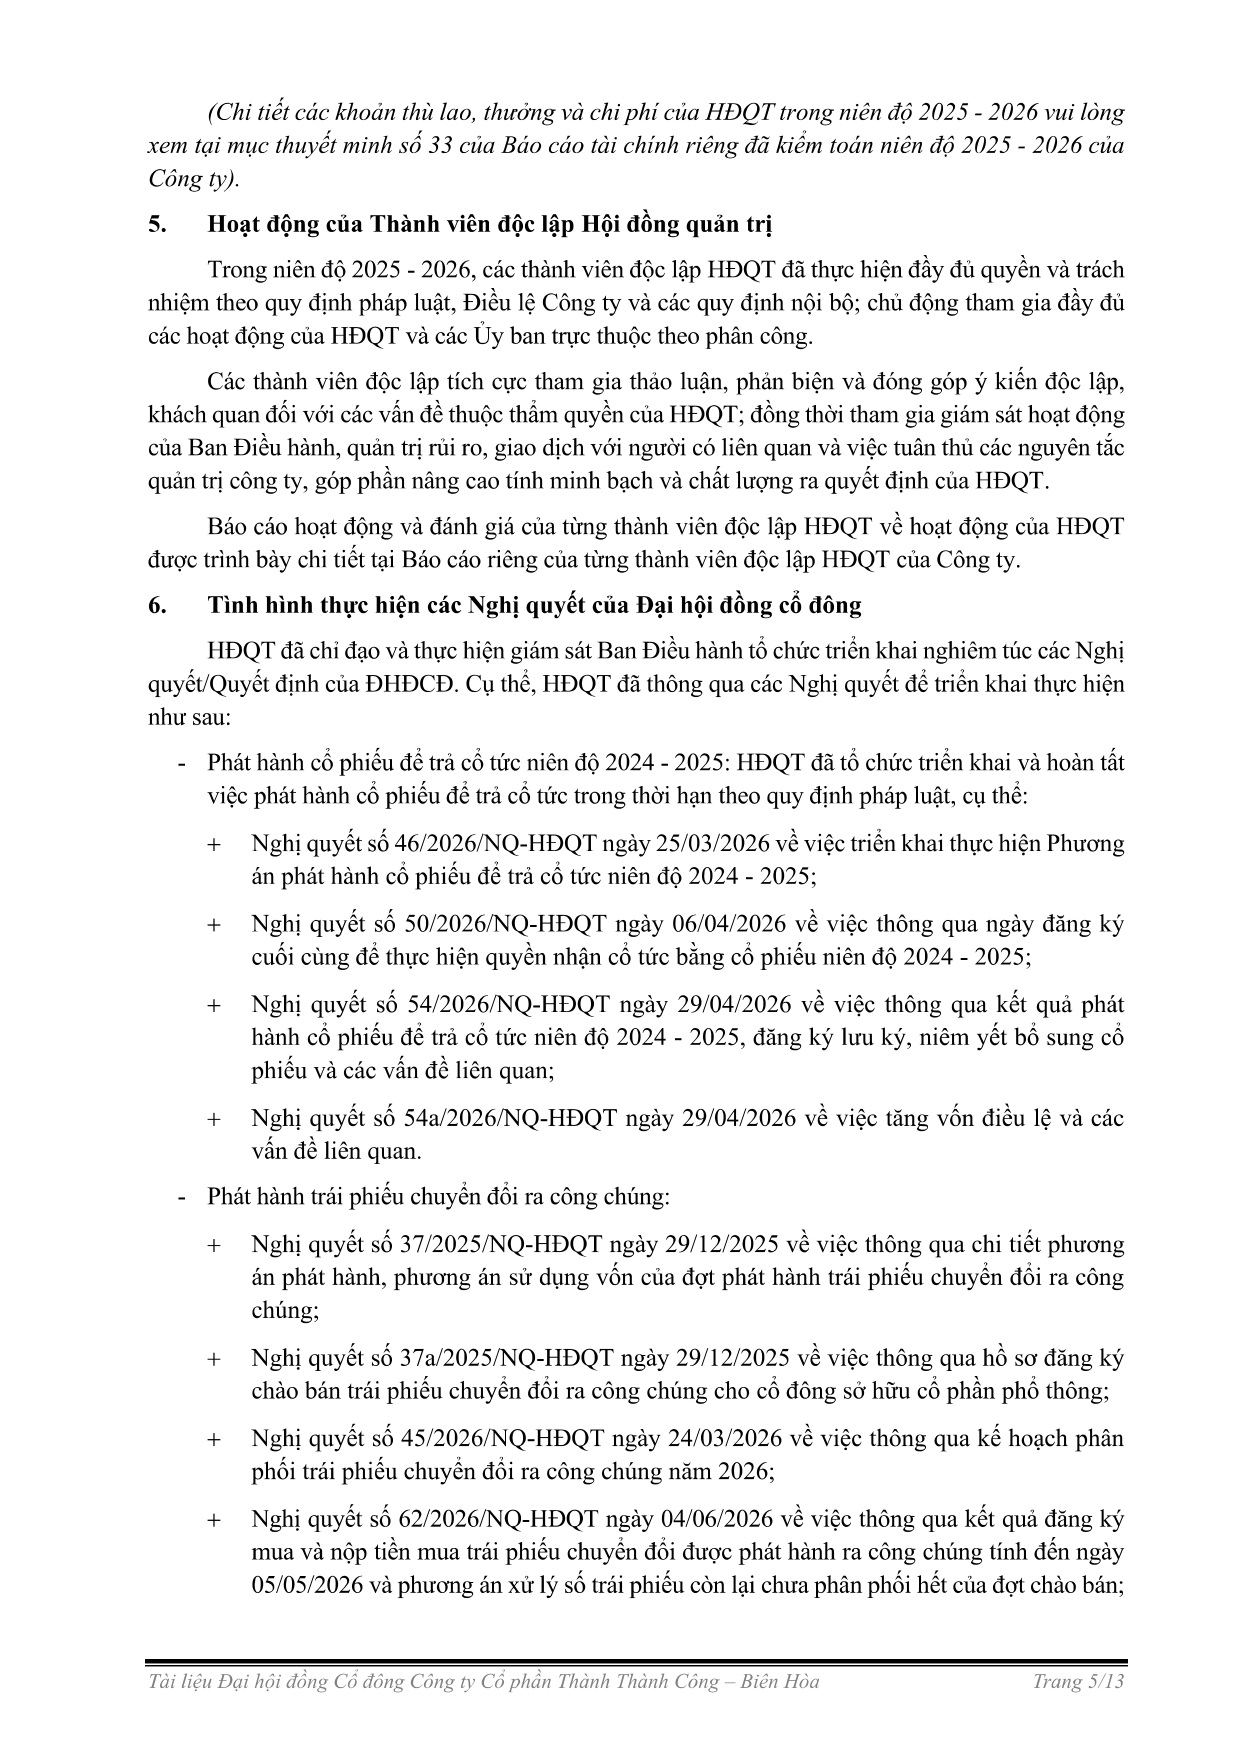 (Chi tiết các khoản thù lao, thưởng và chi phí của HĐQT trong niên độ 2025 - 2026 vui lòng
xem tại mục thuyết minh số 33 của Báo cáo tài chính riêng đã kiểm toán niên độ 2025 - 2026 của
Công ty).
5. Hoạt động của Thành viên độc lập Hội đồng quản trị
Trong niên độ 2025 - 2026, các thành viên độc lập HĐQT đã thực hiện đầy đủ quyền và trách
nhiệm theo quy định pháp luật, Điều lệ Công ty và các quy định nội bộ; chủ động tham gia đầy đủ
các hoạt động của HĐQT và các Ủy ban trực thuộc theo phân công.
Các thành viên độc lập tích cực tham gia thảo luận, phản biện và đóng góp ý kiến độc lập,
khách quan đối với các vấn đề thuộc thẩm quyền của HĐQT; đồng thời tham gia giám sát hoạt động
của Ban Điều hành, quản trị rủi ro, giao dịch với người có liên quan và việc tuân thủ các nguyên tắc
quản trị công ty, góp phần nâng cao tính minh bạch và chất lượng ra quyết định của HĐQT.
Báo cáo hoạt động và đánh giá của từng thành viên độc lập HĐQT về hoạt động của HĐQT
được trình bày chi tiết tại Báo cáo riêng của từng thành viên độc lập HĐQT của Công ty.
6. Tình hình thực hiện các Nghị quyết của Đại hội đồng cổ đông
HĐQT đã chỉ đạo và thực hiện giám sát Ban Điều hành tổ chức triển khai nghiêm túc các Nghị
quyết/Quyết định của ĐHĐCĐ. Cụ thể, HĐQT đã thông qua các Nghị quyết để triển khai thực hiện
như sau:
- Phát hành cổ phiếu để trả cổ tức niên độ 2024 - 2025: HĐQT đã tổ chức triển khai và hoàn tất
việc phát hành cổ phiếu để trả cổ tức trong thời hạn theo quy định pháp luật, cụ thể:
+ Nghị quyết số 46/2026/NQ-HĐQT ngày 25/03/2026 về việc triển khai thực hiện Phương
án phát hành cổ phiếu để trả cổ tức niên độ 2024 - 2025;
+ Nghị quyết số 50/2026/NQ-HĐQT ngày 06/04/2026 về việc thông qua ngày đăng ký
cuối cùng để thực hiện quyền nhận cổ tức bằng cổ phiếu niên độ 2024 - 2025;
+ Nghị quyết số 54/2026/NQ-HĐQT ngày 29/04/2026 về việc thông qua kết quả phát
hành cổ phiếu để trả cổ tức niên độ 2024 - 2025, đăng ký lưu ký, niêm yết bổ sung cổ
phiếu và các vấn đề liên quan;
+ Nghị quyết số 54a/2026/NQ-HĐQT ngày 29/04/2026 về việc tăng vốn điều lệ và các
vấn đề liên quan.
- Phát hành trái phiếu chuyển đổi ra công chúng:
+ Nghị quyết số 37/2025/NQ-HĐQT ngày 29/12/2025 về việc thông qua chi tiết phương
án phát hành, phương án sử dụng vốn của đợt phát hành trái phiếu chuyển đổi ra công
chúng;
+ Nghị quyết số 37a/2025/NQ-HĐQT ngày 29/12/2025 về việc thông qua hồ sơ đăng ký
chào bán trái phiếu chuyển đổi ra công chúng cho cổ đông sở hữu cổ phần phổ thông;
+ Nghị quyết số 45/2026/NQ-HĐQT ngày 24/03/2026 về việc thông qua kế hoạch phân
phối trái phiếu chuyển đổi ra công chúng năm 2026;
+ Nghị quyết số 62/2026/NQ-HĐQT ngày 04/06/2026 về việc thông qua kết quả đăng ký
mua và nộp tiền mua trái phiếu chuyển đổi được phát hành ra công chúng tính đến ngày
05/05/2026 và phương án xử lý số trái phiếu còn lại chưa phân phối hết của đợt chào bán;
Tài liệu Đại hội đồng Cổ đông Công ty Cổ phần Thành Thành Công – Biên Hòa Trang 5/13